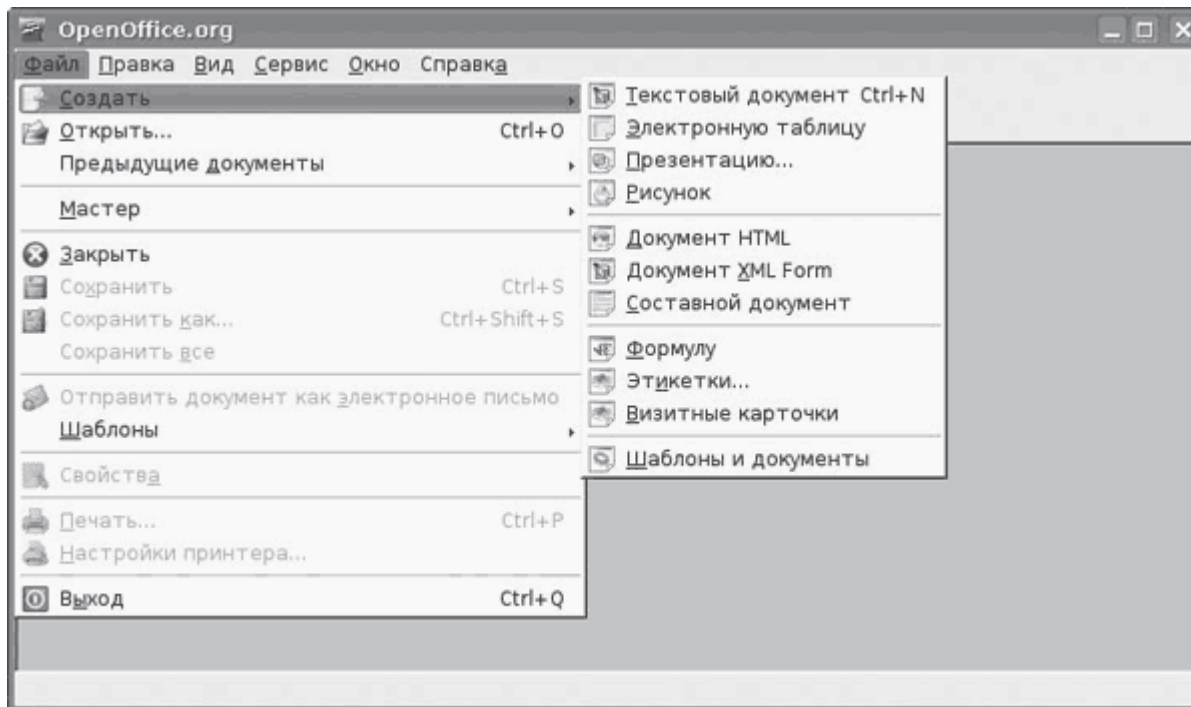 OpenOffice.org
Файл Правка Вид Сервис Окно Справка
Создать
Открыть... Ctrl+O
Предыдущие документы
Мастер
Закрыть
Сохранить Ctrl+S
Сохранить как... Ctrl+Shift+S
Сохранить все
Отправить документ как электронное письмо
Шаблоны
Свойства
Печать... Ctrl+P
Настройки принтера...
Выход Ctrl+Q
Текстовый документ Ctrl+N
Электронную таблицу
Презентацию...
Рисунок
Документ HTML
Документ XML Form
Составной документ
Формулу
Этикетки...
Визитные карточки
Шаблоны и документы